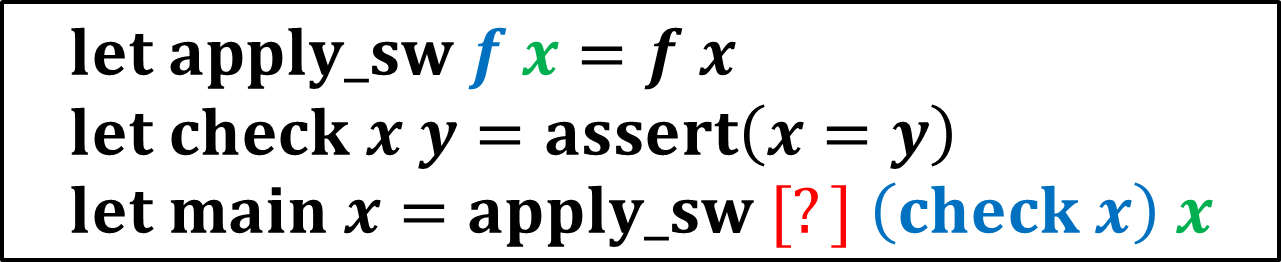 let apply_sw f x = f x
let check x y = assert(x = y)
let main x = apply_sw [?] (check x) x